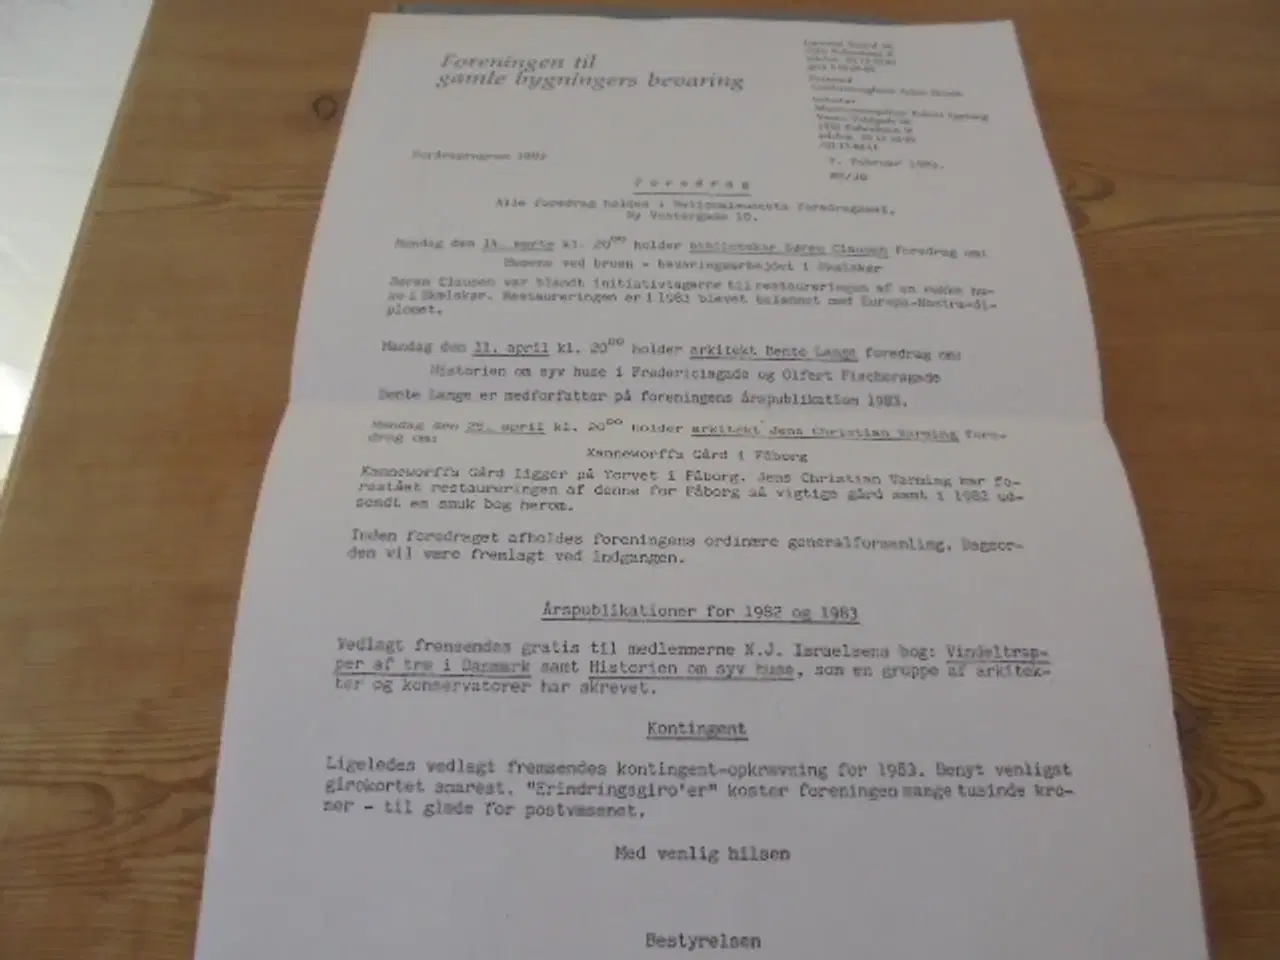 Foreningen til
gamle bygningers bevaring
Formand
Sekretær
7. februar 1983.
Forårsprogram 1983
Foredrag
Alle foredrag holdes i Nationalmuseets foredragssal,
Ny Vestergade 10.
Mandag den 14. marts kl. 20⁰⁰ holder bibliotekar Søren Clausen foredrag om:
Husene ved broen - bevaringsarbejdet i Skælskør
Søren Clausen var blandt initiativtagerne til restaureringen af en række hu-
se i Skælskør. Restaureringen er i 1983 blevet belønnet med Europa-Nostra-di-
plomet.
Mandag den 11. april kl. 20⁰⁰ holder arkitekt Bente Lange foredrag om:
Historien om syv huse i Fredericiagade og Olfert Fischersgade
Bente Lange er medforfatter på foreningens årspublikation 1983.
Mandag den 25. april kl. 20⁰⁰ holder arkitekt Jens Christian Varming fore-
drag om:
Kanneworffs Gård i Fåborg
Kanneworffs Gård ligger på Torvet i Fåborg. Jens Christian Varming har fo-
restået restaureringen af denne for Fåborg så vigtige gård samt i 1982 ud-
sendt en smuk bog herom.
Inden foredraget afholdes foreningens ordinære generalforsamling. Dagsor-
den vil være fremlagt ved indgangen.
Årspublikationer for 1982 og 1983
Vedlagt fremsendes gratis til medlemmerne N.J. Israelsens bog: Vindeltrap-
per af træ i Danmark samt Historien om syv huse, som en gruppe af arkitek-
ter og konservatorer har skrevet.
Kontingent
Ligeledes vedlagt fremsendes kontingent-opkrævning for 1983. Benyt venligst
girokortet snarest. "Erindringsgiro'er" koster foreningen mange tusinde kro-
ner - til glæde for postvæsenet.
Med venlig hilsen
Bestyrelsen